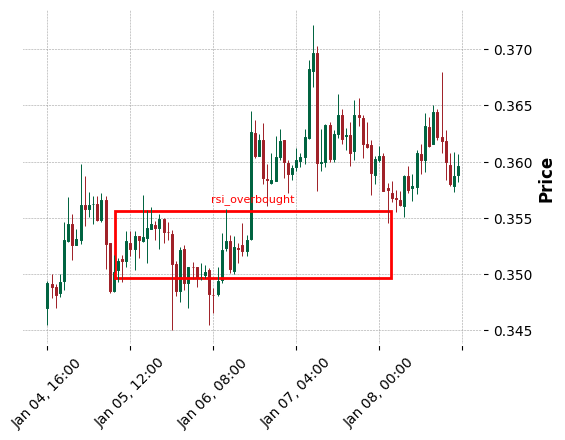 0.370
0.365
0.360
0.355
0.350
0.345
Price
rsi_overbought
Jan 04, 16:00
Jan 05, 12:00
Jan 06, 08:00
Jan 07, 04:00
Jan 08, 00:00